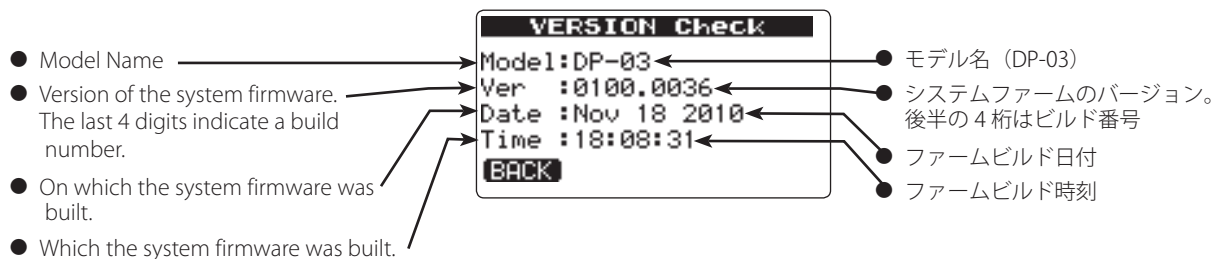 VERSION Check
Model:DP-03
Ver :0100.0036
Date :Nov 18 2010
Time :18:08:31
BACK
● Model Name
● Version of the system firmware.
The last 4 digits indicate a build
number.
● On which the system firmware was
built.
● Which the system firmware was built.
● モデル名（DP-03）
● システムファームのバージョン。
後半の 4 桁はビルド番号
● ファームビルド日付
● ファームビルド時刻